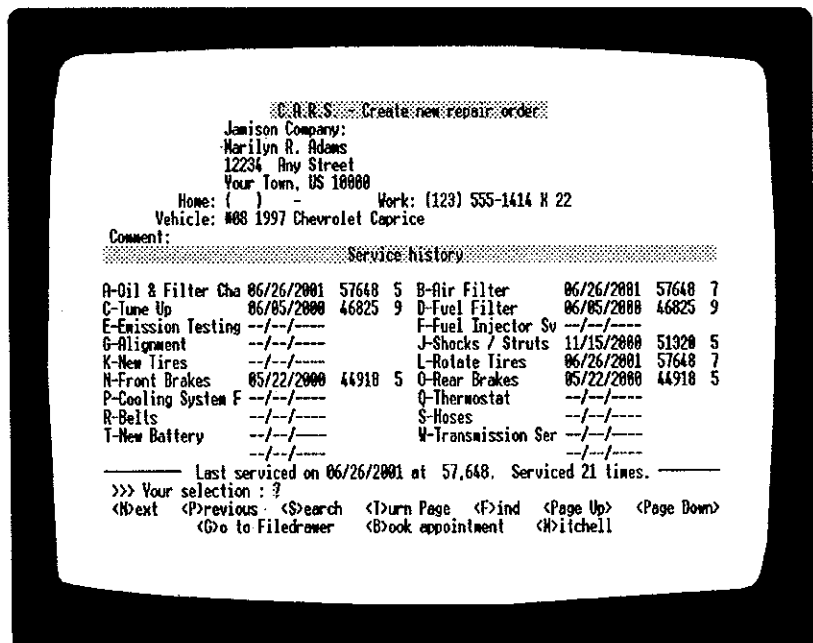 C.A.R.S. - Create new repair order
Jamison Company:
Marilyn R. Adams
12234 Any Street
Your Town, US 10000
Home: ( ) - Work: (123) 555-1414 X 22
Vehicle: #08 1997 Chevrolet Caprice
Comment:
Service history
A-Oil & Filter Cha 06/26/2001 57648 5 B-Air Filter 06/26/2001 57648 7
C-Tune Up 06/05/2000 46825 9 D-Fuel Filter 06/05/2000 46825 9
E-Emission Testing --/--/---- F-Fuel Injector Sv --/--/----
G-Alignment --/--/---- J-Shocks / Struts 11/15/2000 51320 5
K-New Tires --/--/---- L-Rotate Tires 06/26/2001 57648 7
N-Front Brakes 05/22/2000 44918 5 O-Rear Brakes 05/22/2000 44918 5
P-Cooling System F --/--/---- Q-Thermostat --/--/----
R-Belts --/--/---- S-Hoses --/--/----
T-New Battery --/--/---- W-Transmission Ser --/--/----
--/--/---- --/--/----
Last serviced on 06/26/2001 at 57,648. Serviced 21 times.
>>> Your selection : ?
<N>ext <P>revious <S>earch <T>urn Page <F>ind <Page Up> <Page Down>
<G>o to Filedrawer <B>ook appointment <M>itchell